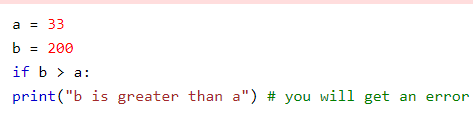 a = 33
b = 200
if b > a:
print("b is greater than a") # you will get an error